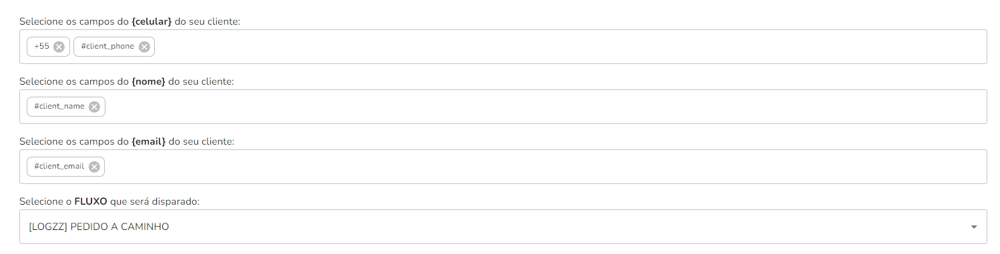 Selecione os campos do {celular} do seu cliente:
+55 #client_phone
Selecione os campos do {nome} do seu cliente:
#client_name
Selecione os campos do {email} do seu cliente:
#client_email
Selecione o FLUXO que será disparado:
[LOGZZ] PEDIDO A CAMINHO